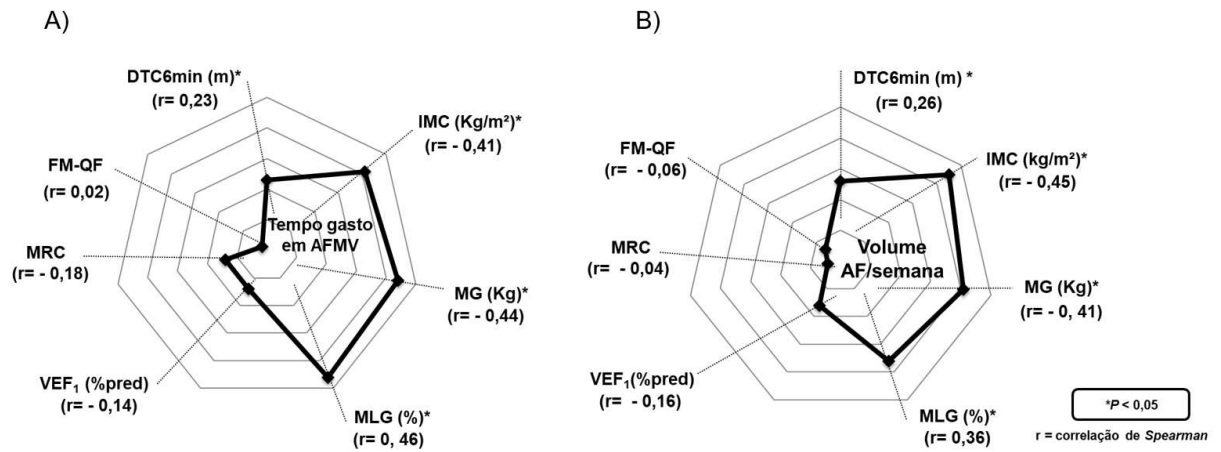 A)
DTC6min (m)*
(r= 0,23)
IMC (Kg/m²)*
(r= - 0,41)
FM-QF
(r= 0,02)
Tempo gasto
em AFMV
MRC
(r= - 0,18)
MG (Kg)*
(r= - 0,44)
VEF₁ (%pred)
(r= - 0,14)
MLG (%)*
(r= 0, 46)
B)
DTC6min (m) *
(r= 0,26)
FM-QF
(r= - 0,06)
IMC (kg/m²)*
(r= - 0,45)
MRC
(r= - 0,04)
Volume
AF/semana
MG (Kg)*
(r= - 0, 41)
VEF₁(%pred)
(r= - 0,16)
MLG (%)*
(r= 0,36)
*P < 0,05
r = correlação de Spearman